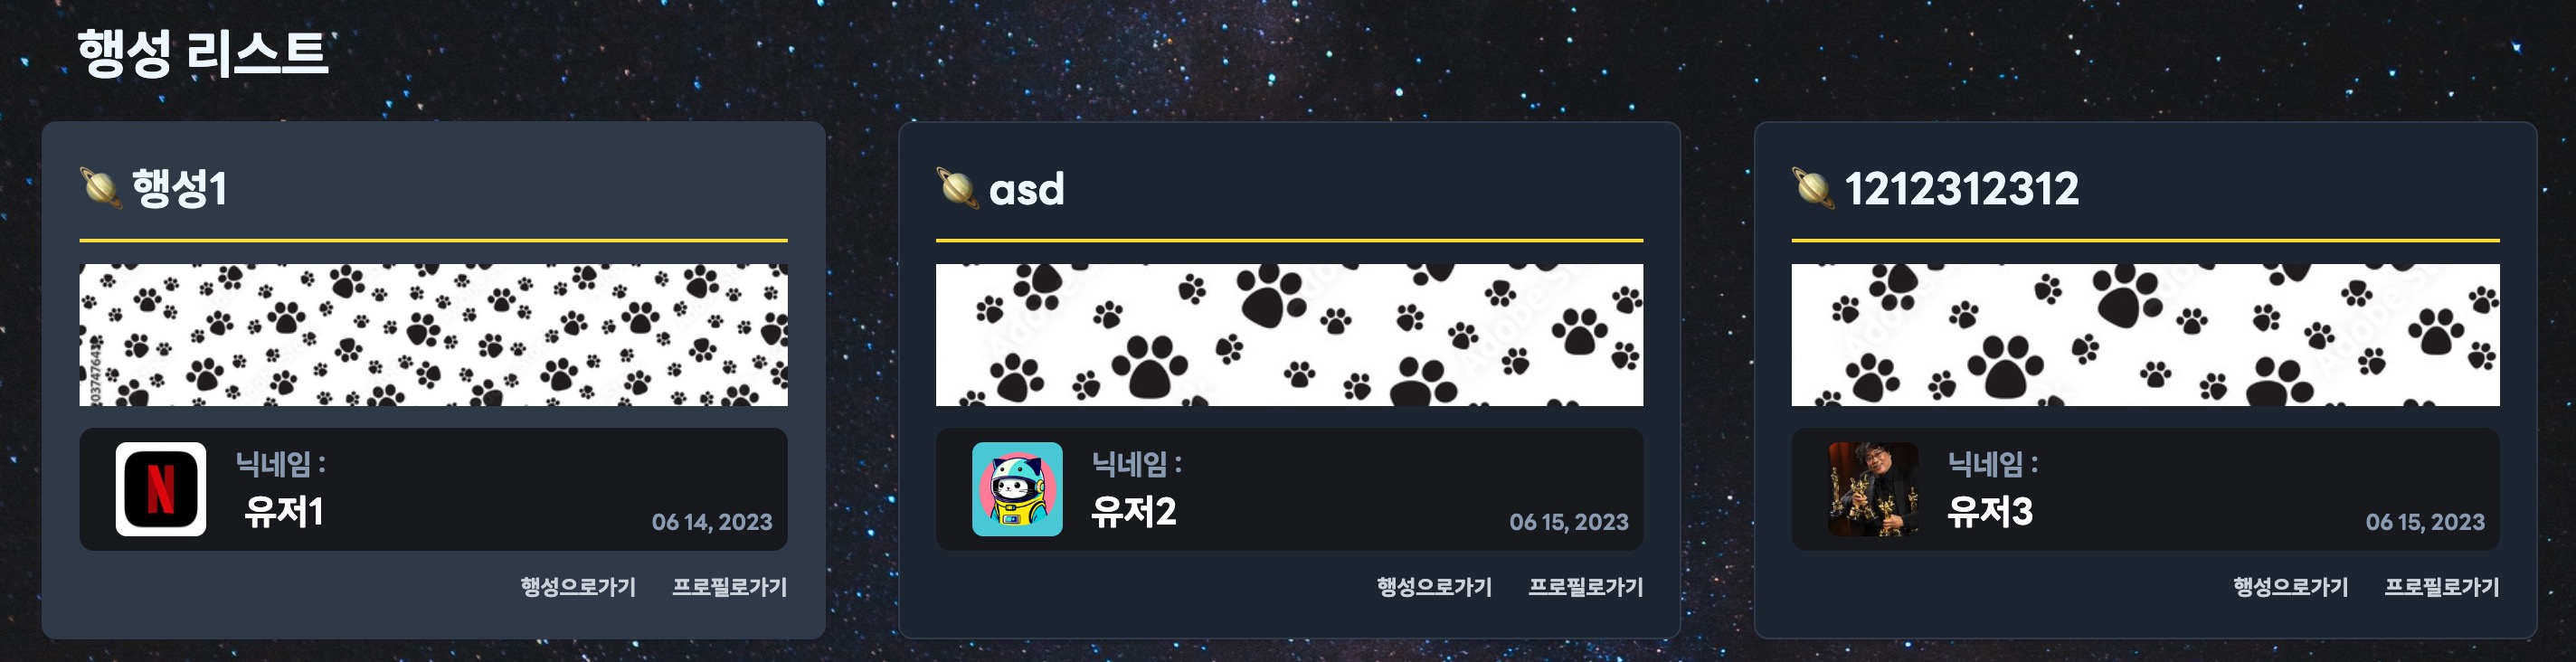 행성 리스트
행성1
닉네임 :
유저1
06 14, 2023
행성으로가기 프로필로가기
asd
닉네임 :
유저2
06 15, 2023
행성으로가기 프로필로가기
1212312312
닉네임 :
유저3
06 15, 2023
행성으로가기 프로필로가기